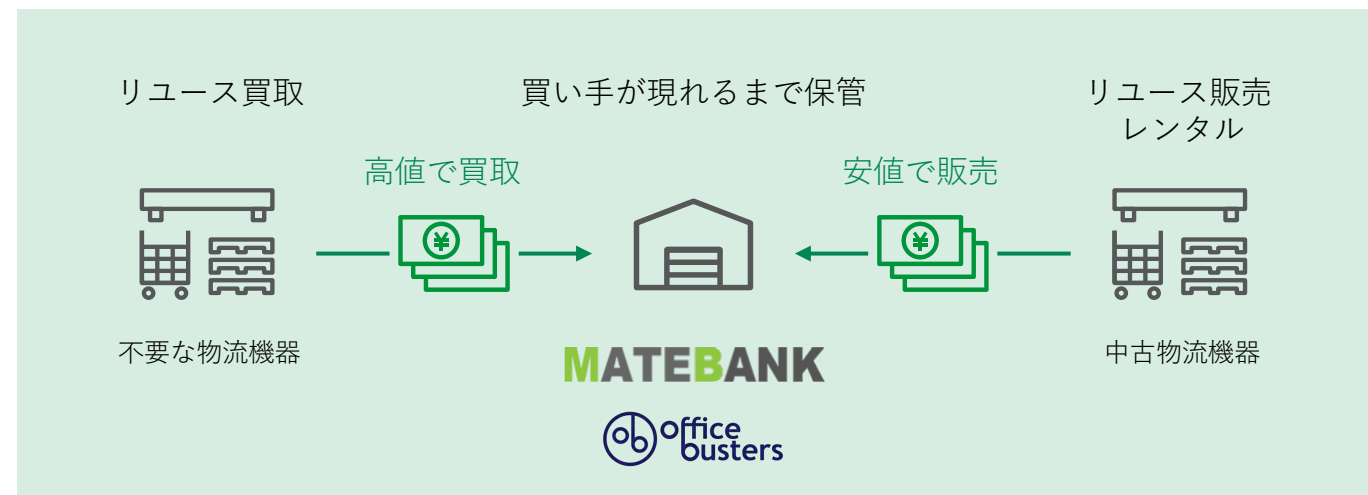 リユース買取
買い手が現れるまで保管
リユース販売
レンタル
高値で買取
安値で販売
¥
¥
不要な物流機器
中古物流機器
MATEBANK
ob office
busters